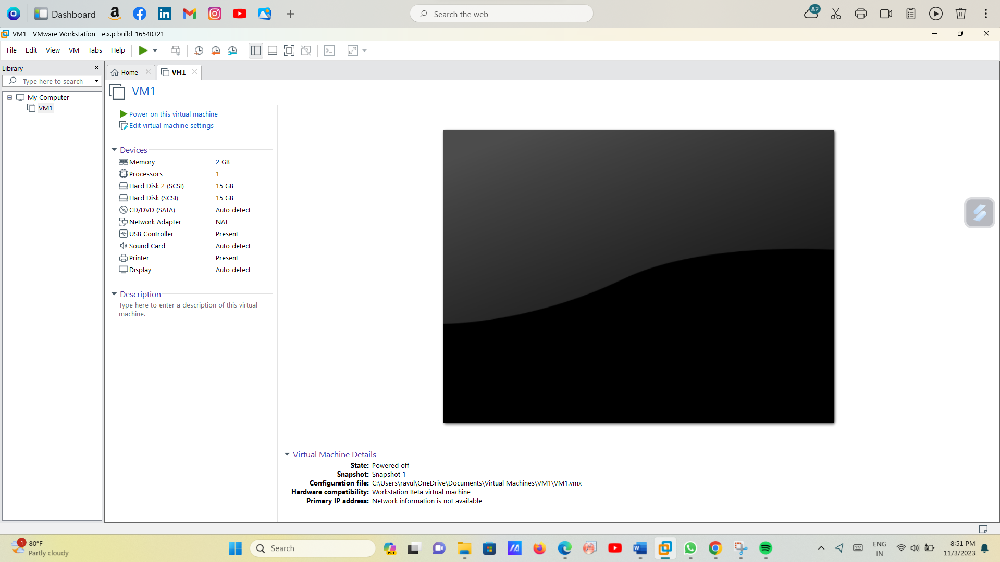 Dashboard
Search the web
82
VM1 - VMware Workstation - e.x.p build-16540321
File Edit View VM Tabs Help
Library
Type here to search
My Computer
VM1
Home
VM1
VM1
Power on this virtual machine
Edit virtual machine settings
Devices
Memory 2 GB
Processors 1
Hard Disk 2 (SCSI) 15 GB
Hard Disk (SCSI) 15 GB
CD/DVD (SATA) Auto detect
Network Adapter NAT
USB Controller Present
Sound Card Auto detect
Printer Present
Display Auto detect
Description
Type here to enter a description of this virtual
machine.
Virtual Machine Details
State: Powered off
Snapshot: Snapshot 1
Configuration file: C:\Users\ravul\OneDrive\Documents\Virtual Machines\VM1\VM1.vmx
Hardware compatibility: Workstation Beta virtual machine
Primary IP address: Network information is not available
1
80°F
Partly cloudy
Search
PRE
ENG
IN
8:51 PM
11/3/2023